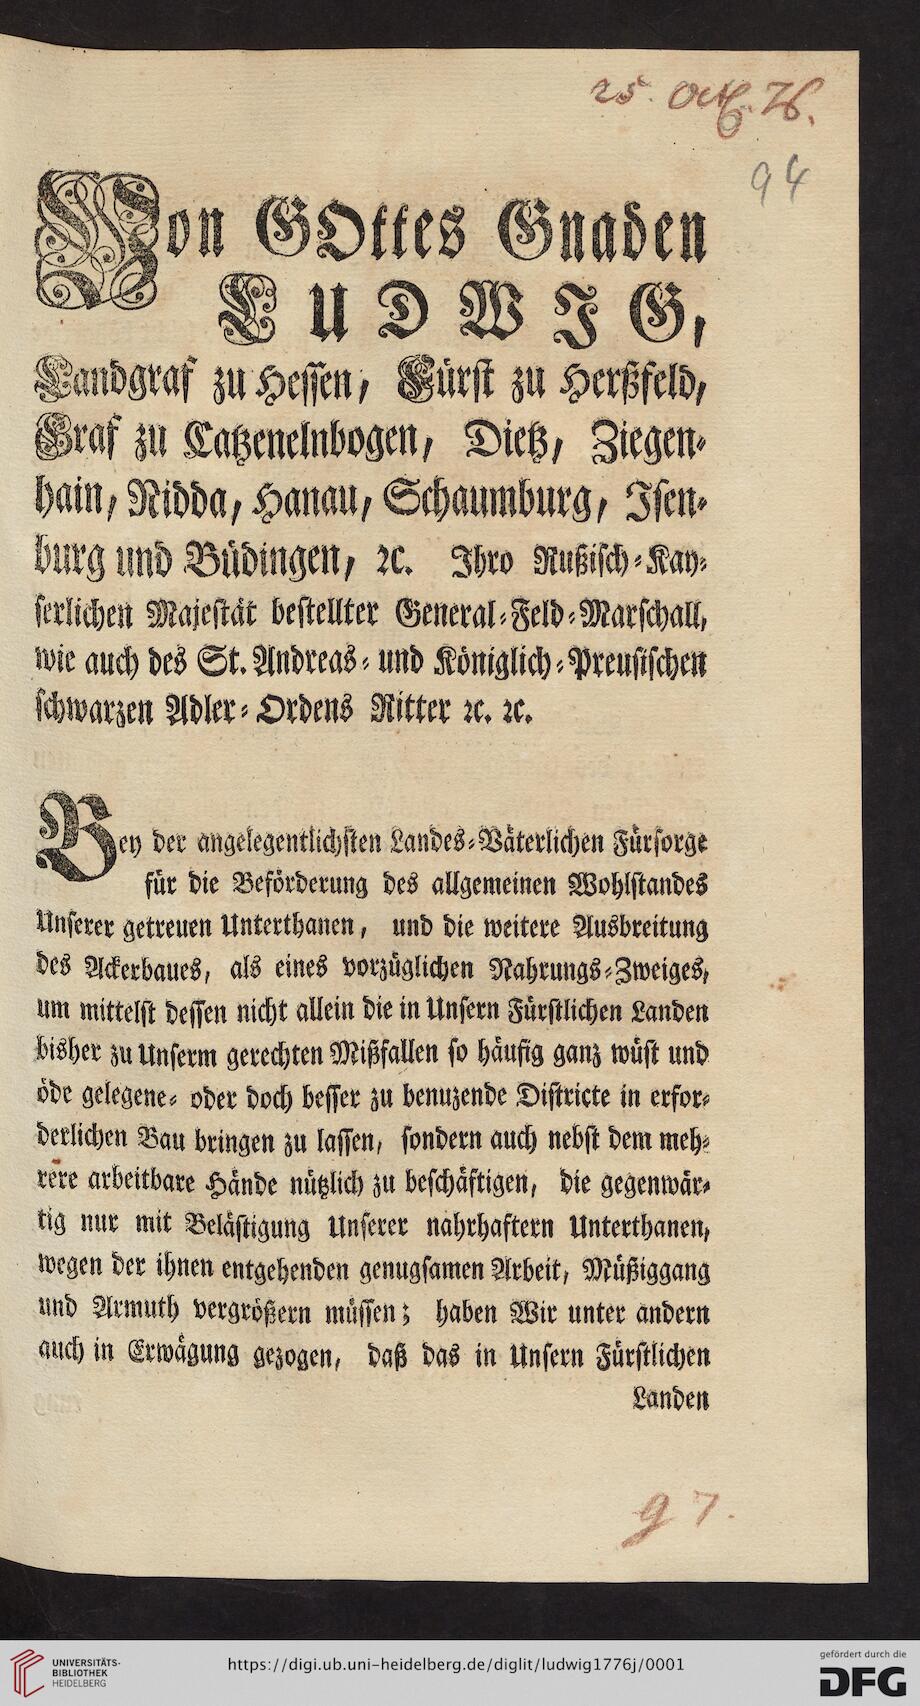 25. Octb. 76.
94
Von GOttes Gnaden
LUDWIG,
Landgraf zu Hessen, Fürst zu Herßfeld,
Graf zu Catzenelnbogen, Dietz, Ziegen-
hain, Nidda, Hanau, Schaumburg, Isen-
burg und Büdingen, ꝛc. Ihro Rußisch-Kay-
serlichen Majestät bestellter General-Feld-Marschall,
wie auch des St. Andreas- und Königlich-Preusischen
schwarzen Adler-Ordens Ritter ꝛc. ꝛc.
Bey der angelegentlichsten Landes-Väterlichen Fürsorge
für die Beförderung des allgemeinen Wohlstandes
Unserer getreuen Unterthanen, und die weitere Ausbreitung
des Ackerbaues, als eines vorzüglichen Nahrungs-Zweiges,
um mittelst dessen nicht allein die in Unsern Fürstlichen Landen
bisher zu Unserm gerechten Mißfallen so häufig ganz wüst und
öde gelegene- oder doch besser zu benuzende Districte in erfor-
derlichen Bau bringen zu lassen, sondern auch nebst dem meh-
rere arbeitbare Hände nützlich zu beschäftigen, die gegenwär-
tig nur mit Belästigung Unserer nahrhaftern Unterthanen,
wegen der ihnen entgehenden genugsamen Arbeit, Müßiggang
und Armuth vergrößern müssen; haben Wir unter andern
auch in Erwägung gezogen, daß das in Unsern Fürstlichen
Landen
97.
UNIVERSITÄTS-
BIBLIOTHEK
HEIDELBERG
https://digi.ub.uni-heidelberg.de/diglit/ludwig1776j/0001
gefördert durch die
DFG